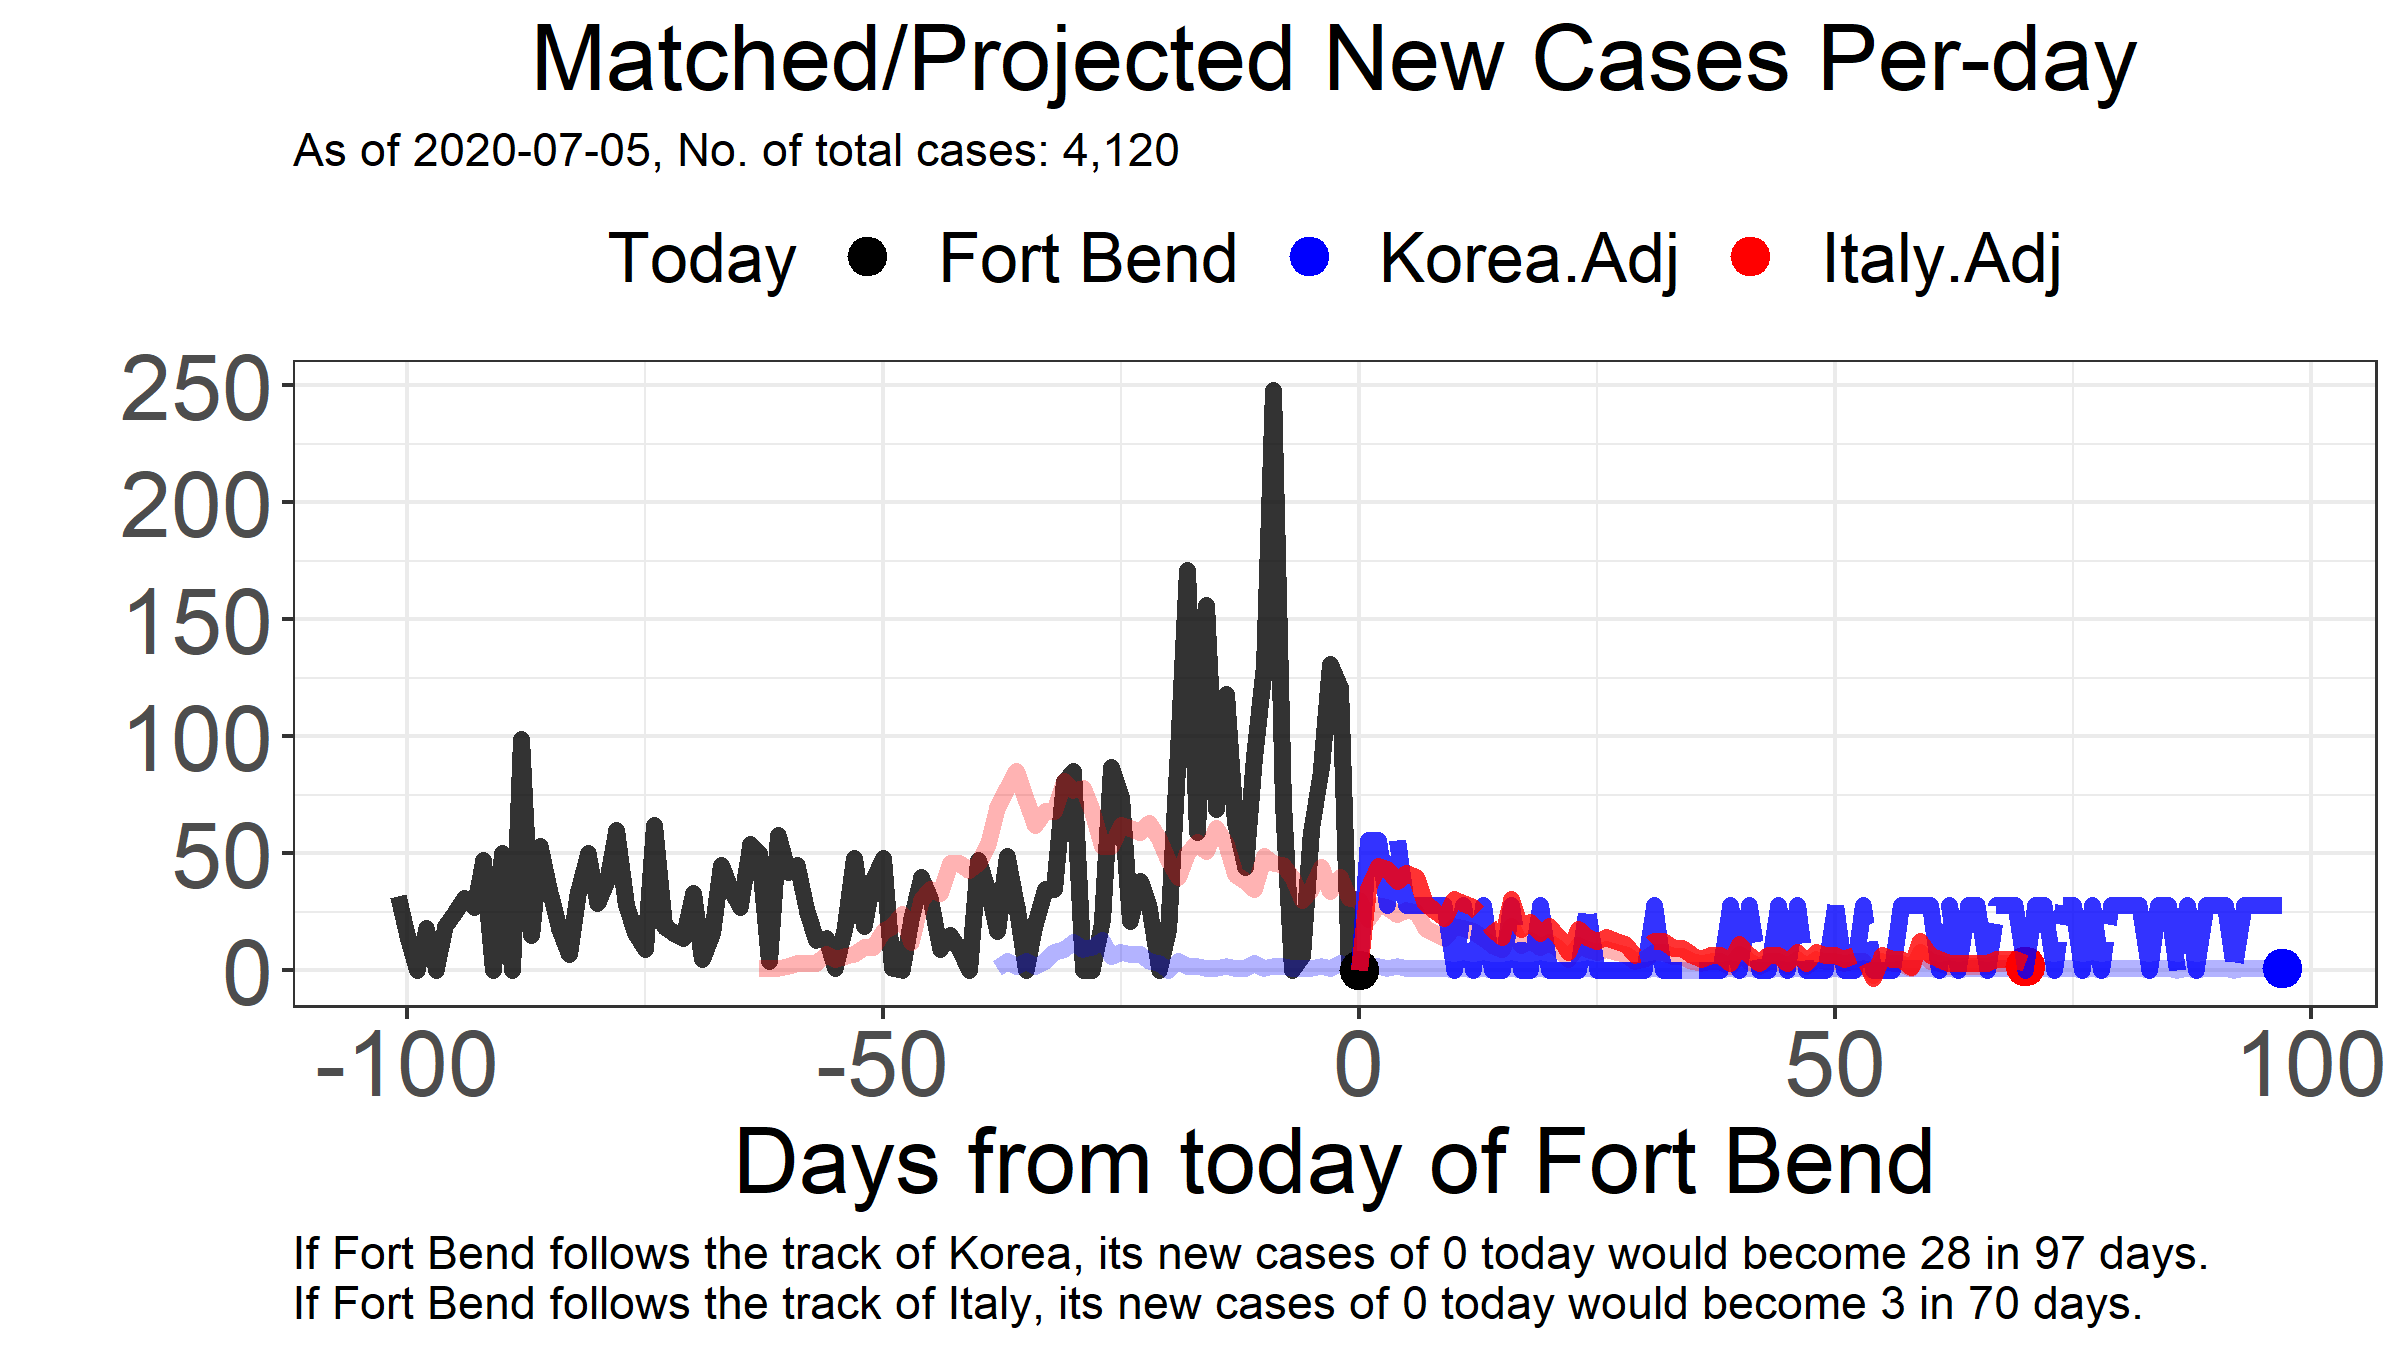 Matched/Projected New Cases Per-day
As of 2020-07-05, No. of total cases: 4,120
Today Fort Bend Korea.Adj Italy.Adj
250
200
150
100
50
0
-100 -50 0 50 100
Days from today of Fort Bend
If Fort Bend follows the track of Korea, its new cases of 0 today would become 28 in 97 days.
If Fort Bend follows the track of Italy, its new cases of 0 today would become 3 in 70 days.